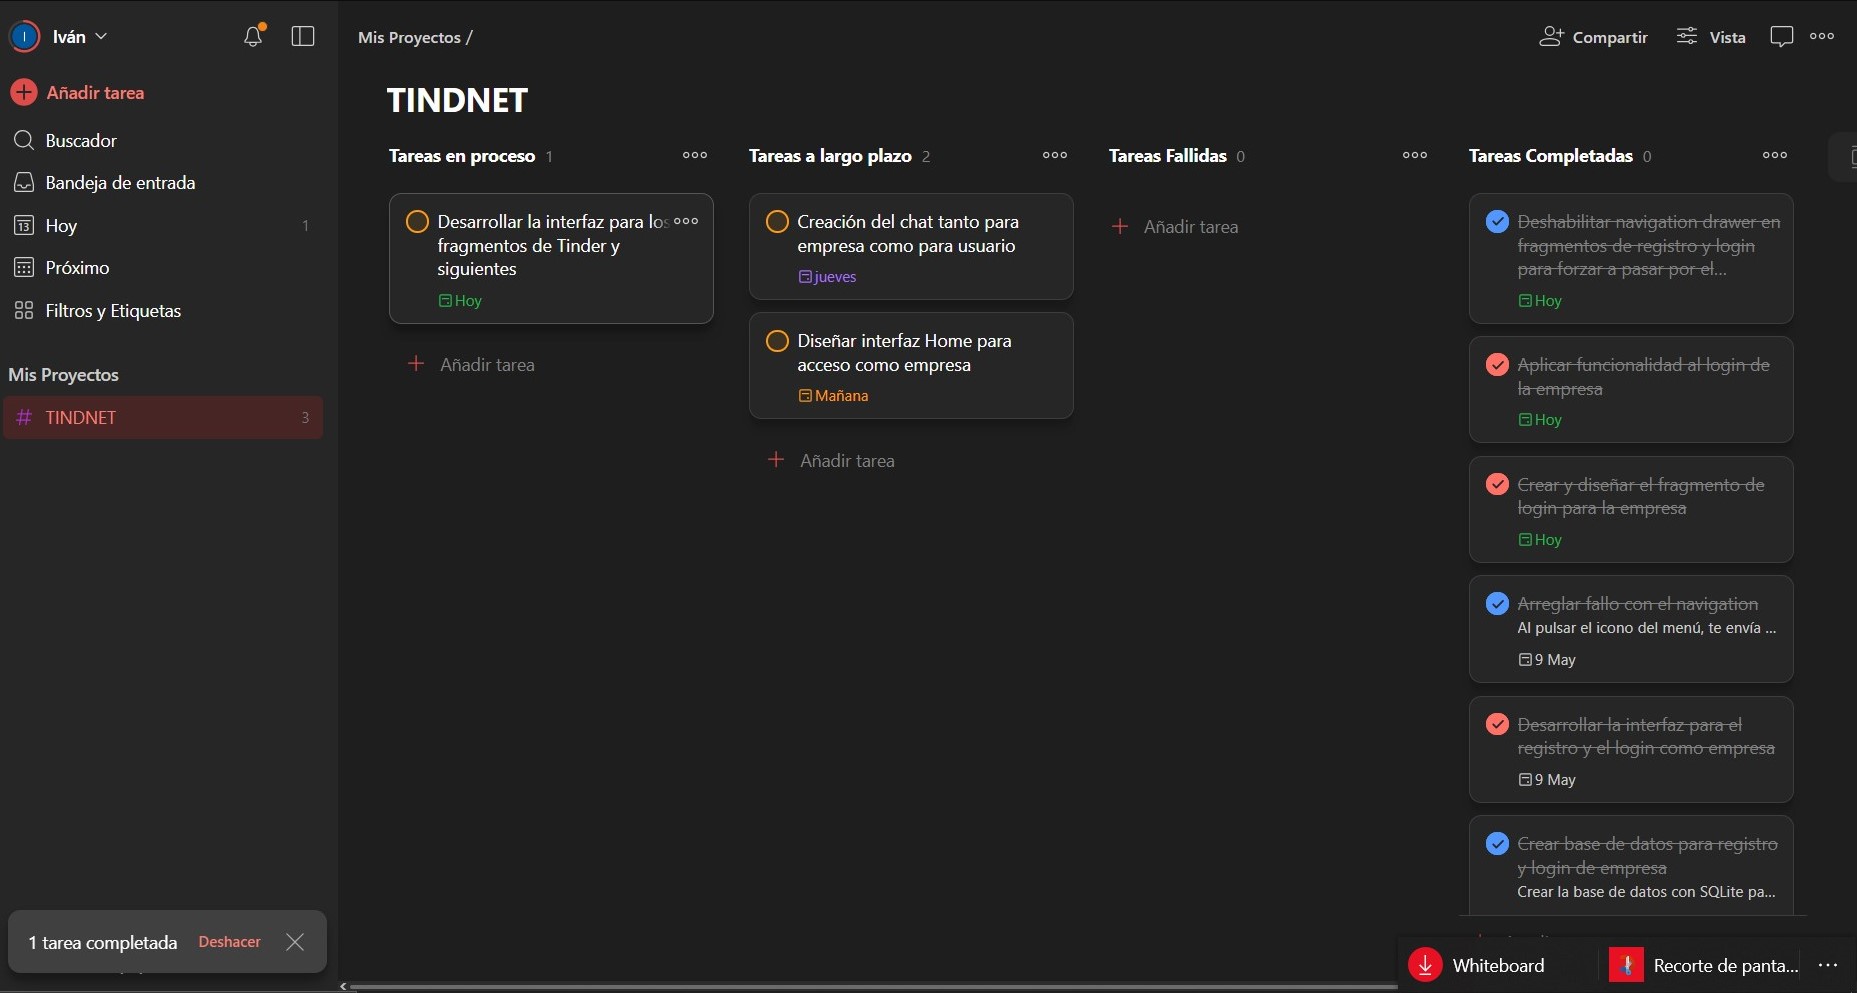 I
Iván
Añadir tarea
Buscador
Bandeja de entrada
13
Hoy
1
Próximo
Filtros y Etiquetas
Mis Proyectos
# TINDNET
3
1 tarea completada
Deshacer
Mis Proyectos /
Compartir
Vista
TINDNET
Tareas en proceso 1
Desarrollar la interfaz para los
fragmentos de Tinder y
siguientes
Hoy
Añadir tarea
Tareas a largo plazo 2
Creación del chat tanto para
empresa como para usuario
jueves
Diseñar interfaz Home para
acceso como empresa
Mañana
Añadir tarea
Tareas Fallidas 0
Añadir tarea
Tareas Completadas 0
Deshabilitar navigation drawer en
fragmentos de registro y login
para forzar a pasar por el...
Hoy
Aplicar funcionalidad al login de
la empresa
Hoy
Crear y diseñar el fragmento de
login para la empresa
Hoy
Arreglar fallo con el navigation
Al pulsar el icono del menú, te envía ...
9 May
Desarrollar la interfaz para el
registro y el login como empresa
9 May
Crear base de datos para registro
y login de empresa
Crear la base de datos con SQLite pa...
Whiteboard
Recorte de panta...